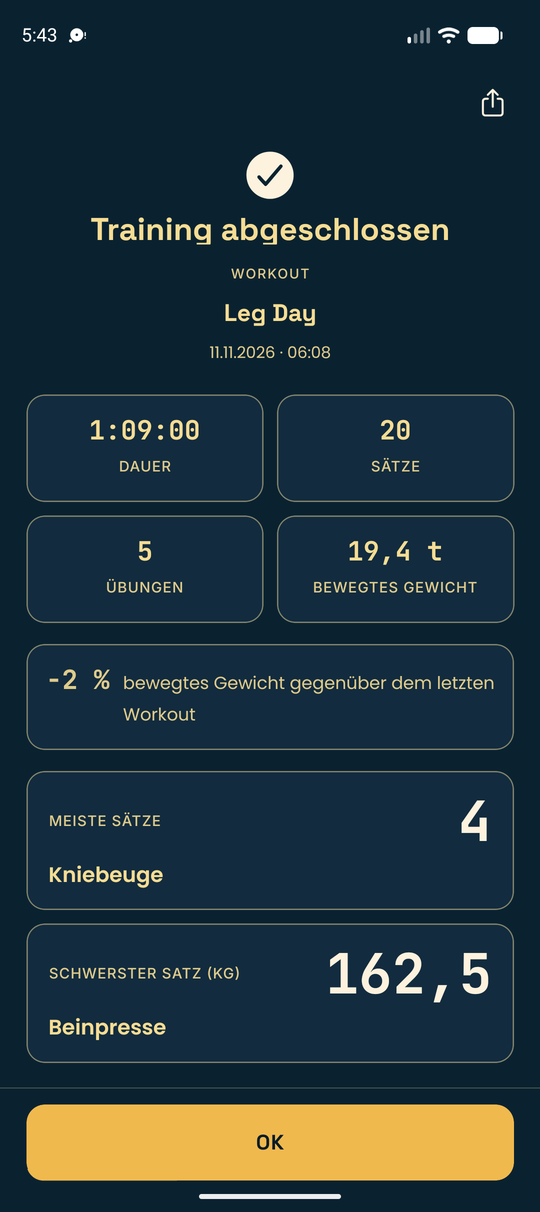 5:43
Training abgeschlossen
WORKOUT
Leg Day
11.11.2026 · 06:08
1:09:00
DAUER
20
SÄTZE
5
ÜBUNGEN
19,4 t
BEWEGTES GEWICHT
-2 % bewegtes Gewicht gegenüber dem letzten
Workout
MEISTE SÄTZE
4
Kniebeuge
SCHWERSTER SATZ (KG)
162,5
Beinpresse
OK